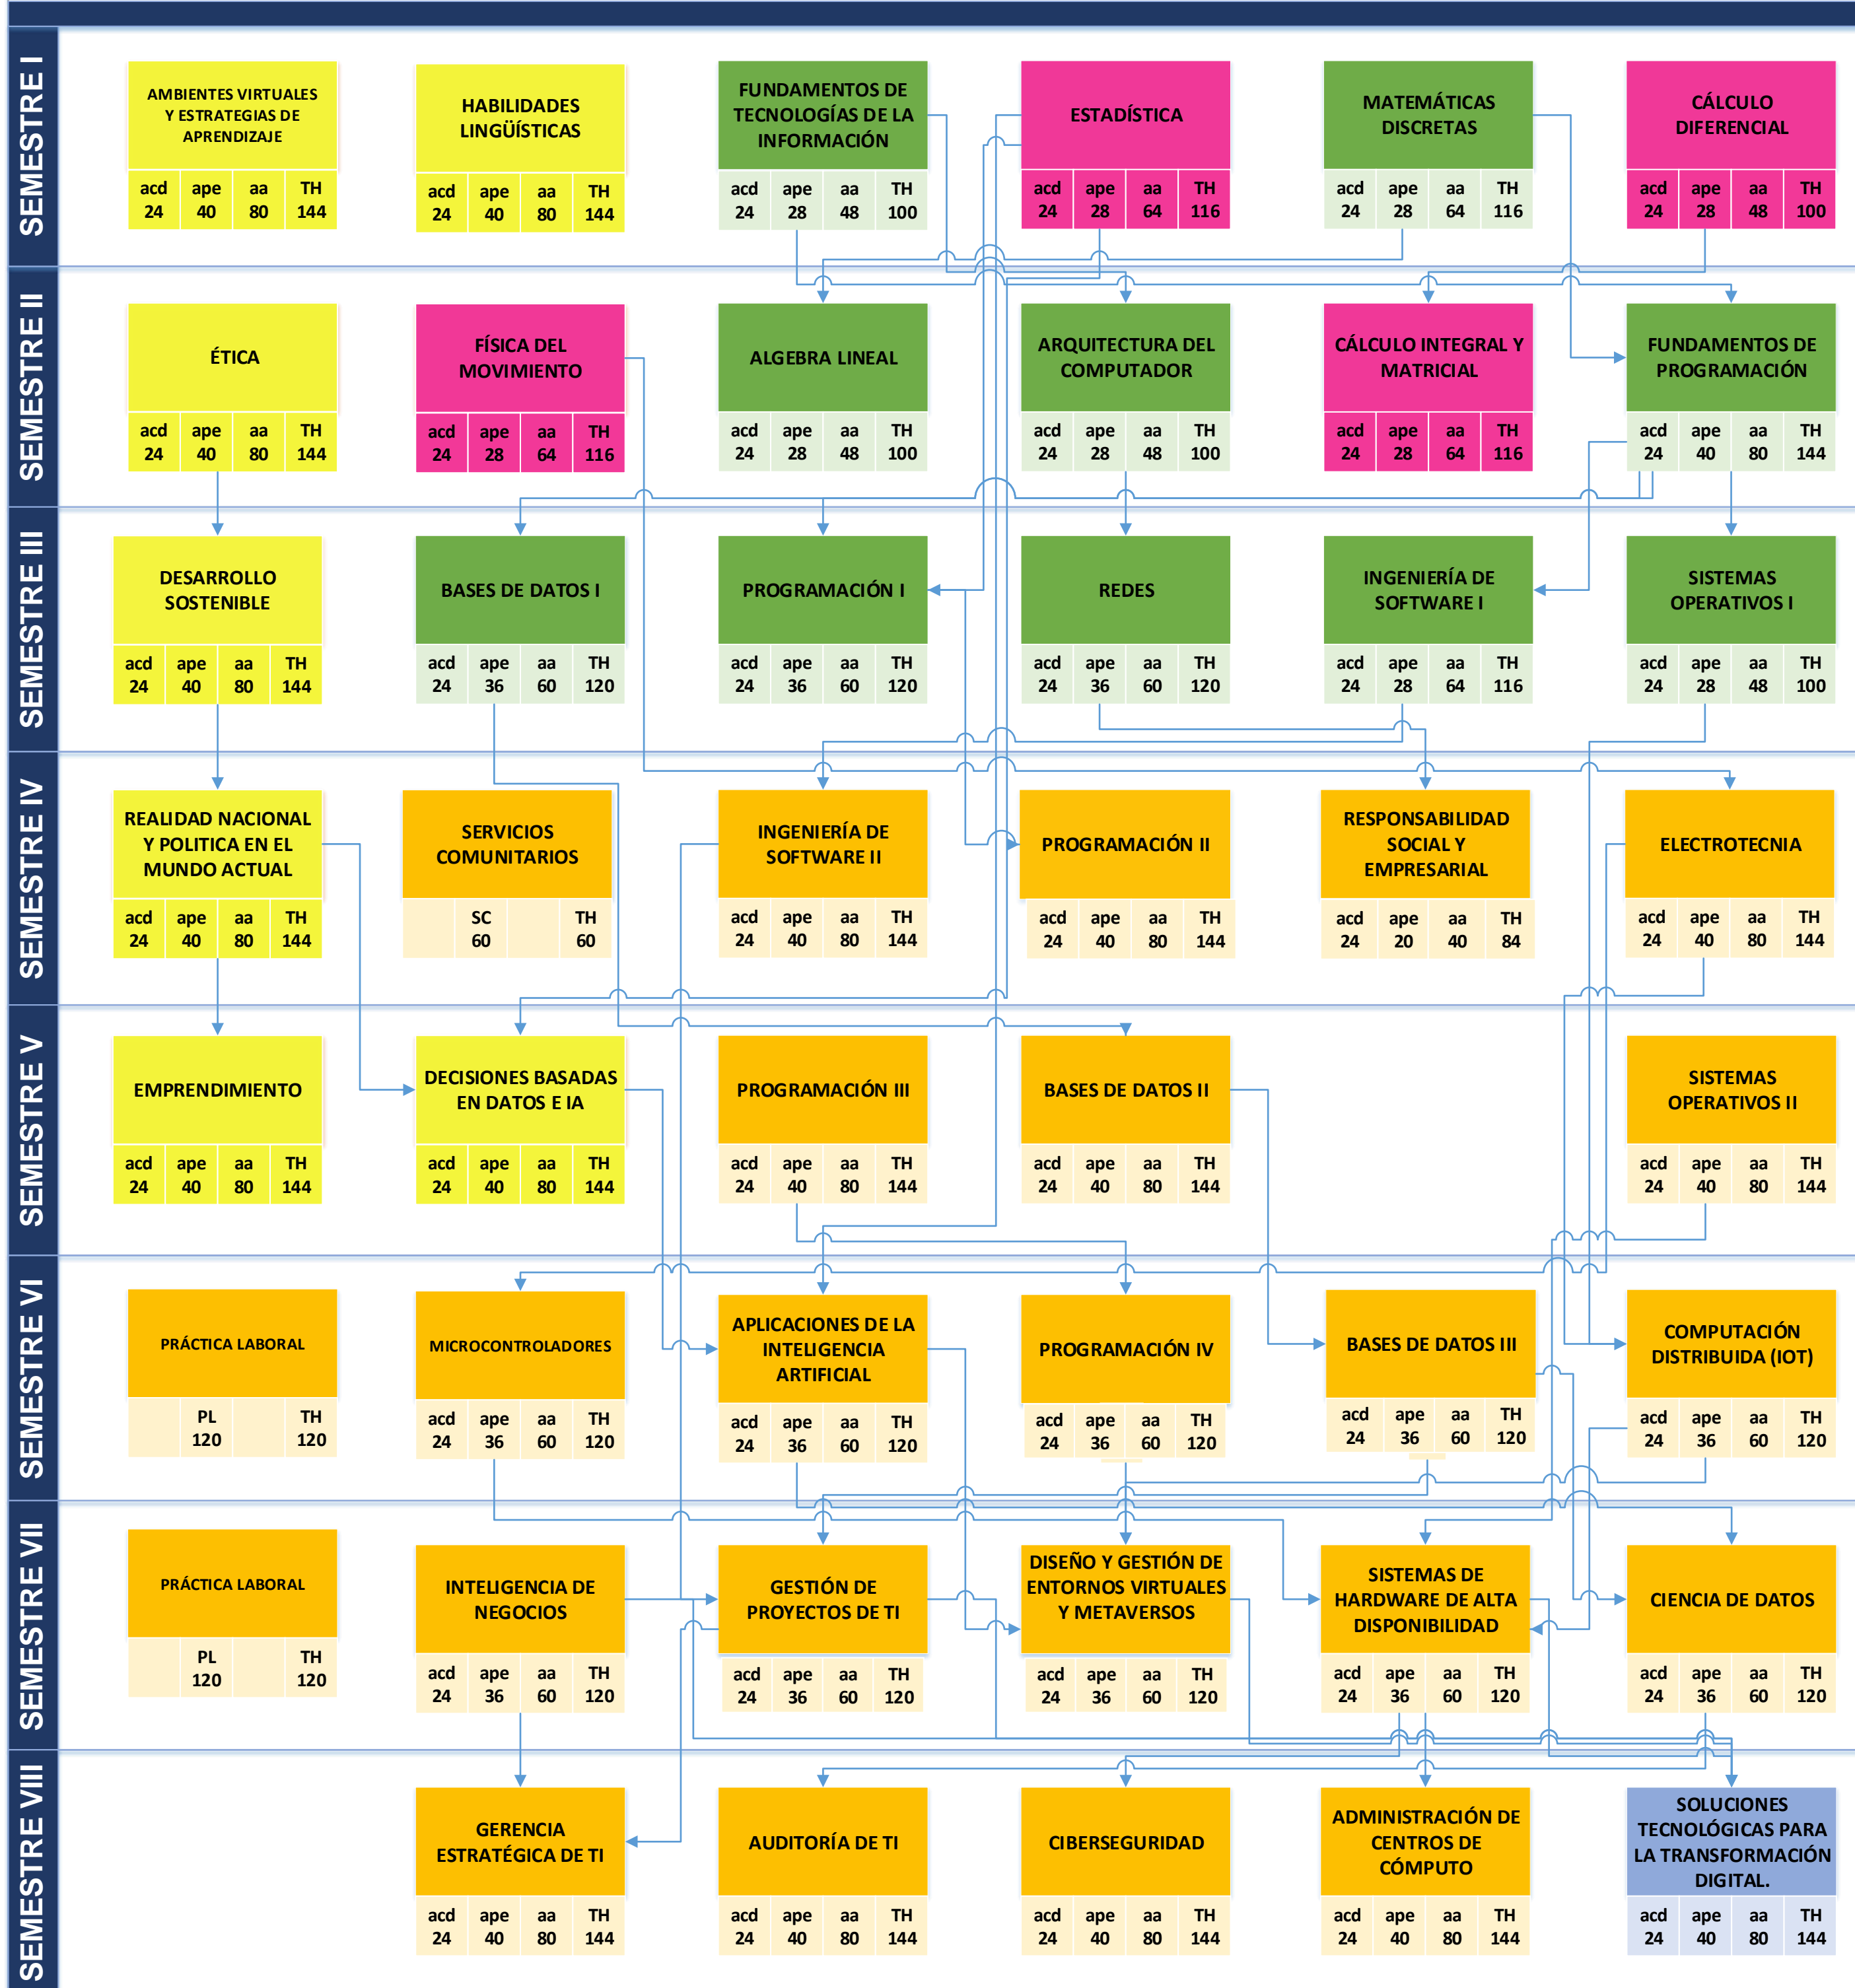 SEMESTRE I
AMBIENTES VIRTUALES
Y ESTRATEGIAS DE
APRENDIZAJE
acd ape aa TH
24 40 80 144
HABILIDADES
LINGÜÍSTICAS
acd ape aa TH
24 40 80 144
FUNDAMENTOS DE
TECNOLOGÍAS DE LA
INFORMACIÓN
acd ape aa TH
24 28 48 100
ESTADÍSTICA
acd ape aa TH
24 28 64 116
MATEMÁTICAS
DISCRETAS
acd ape aa TH
24 28 64 116
CÁLCULO
DIFERENCIAL
acd ape aa TH
24 28 48 100
SEMESTRE II
ÉTICA
acd ape aa TH
24 40 80 144
FÍSICA DEL
MOVIMIENTO
acd ape aa TH
24 28 64 116
ALGEBRA LINEAL
acd ape aa TH
24 28 48 100
ARQUITECTURA DEL
COMPUTADOR
acd ape aa TH
24 28 48 100
CÁLCULO INTEGRAL Y
MATRICIAL
acd ape aa TH
24 28 64 116
FUNDAMENTOS DE
PROGRAMACIÓN
acd ape aa TH
24 40 80 144
SEMESTRE III
DESARROLLO
SOSTENIBLE
acd ape aa TH
24 40 80 144
BASES DE DATOS I
acd ape aa TH
24 36 60 120
PROGRAMACIÓN I
acd ape aa TH
24 36 60 120
REDES
acd ape aa TH
24 36 60 120
INGENIERÍA DE
SOFTWARE I
acd ape aa TH
24 28 64 116
SISTEMAS
OPERATIVOS I
acd ape aa TH
24 28 48 100
SEMESTRE IV
REALIDAD NACIONAL
Y POLITICA EN EL
MUNDO ACTUAL
acd ape aa TH
24 40 80 144
SERVICIOS
COMUNITARIOS
SC TH
60 60
INGENIERÍA DE
SOFTWARE II
acd ape aa TH
24 40 80 144
PROGRAMACIÓN II
acd ape aa TH
24 40 80 144
RESPONSABILIDAD
SOCIAL Y
EMPRESARIAL
acd ape aa TH
24 20 40 84
ELECTROTECNIA
acd ape aa TH
24 40 80 144
SEMESTRE V
EMPRENDIMIENTO
acd ape aa TH
24 40 80 144
DECISIONES BASADAS
EN DATOS E IA
acd ape aa TH
24 40 80 144
PROGRAMACIÓN III
acd ape aa TH
24 40 80 144
BASES DE DATOS II
acd ape aa TH
24 40 80 144
SISTEMAS
OPERATIVOS II
acd ape aa TH
24 40 80 144
SEMESTRE VI
PRÁCTICA LABORAL
PL TH
120 120
MICROCONTROLADORES
acd ape aa TH
24 36 60 120
APLICACIONES DE LA
INTELIGENCIA
ARTIFICIAL
acd ape aa TH
24 36 60 120
PROGRAMACIÓN IV
acd ape aa TH
24 36 60 120
BASES DE DATOS III
acd ape aa TH
24 36 60 120
COMPUTACIÓN
DISTRIBUIDA (IOT)
acd ape aa TH
24 36 60 120
SEMESTRE VII
PRÁCTICA LABORAL
PL TH
120 120
INTELIGENCIA DE
NEGOCIOS
acd ape aa TH
24 36 60 120
GESTIÓN DE
PROYECTOS DE TI
acd ape aa TH
24 36 60 120
DISEÑO Y GESTIÓN DE
ENTORNOS VIRTUALES
Y METAVERSOS
acd ape aa TH
24 36 60 120
SISTEMAS DE
HARDWARE DE ALTA
DISPONIBILIDAD
acd ape aa TH
24 36 60 120
CIENCIA DE DATOS
acd ape aa TH
24 36 60 120
SEMESTRE VIII
GERENCIA
ESTRATÉGICA DE TI
acd ape aa TH
24 40 80 144
AUDITORÍA DE TI
acd ape aa TH
24 40 80 144
CIBERSEGURIDAD
acd ape aa TH
24 40 80 144
ADMINISTRACIÓN DE
CENTROS DE
CÓMPUTO
acd ape aa TH
24 40 80 144
SOLUCIONES
TECNOLÓGICAS PARA
LA TRANSFORMACIÓN
DIGITAL.
acd ape aa TH
24 40 80 144